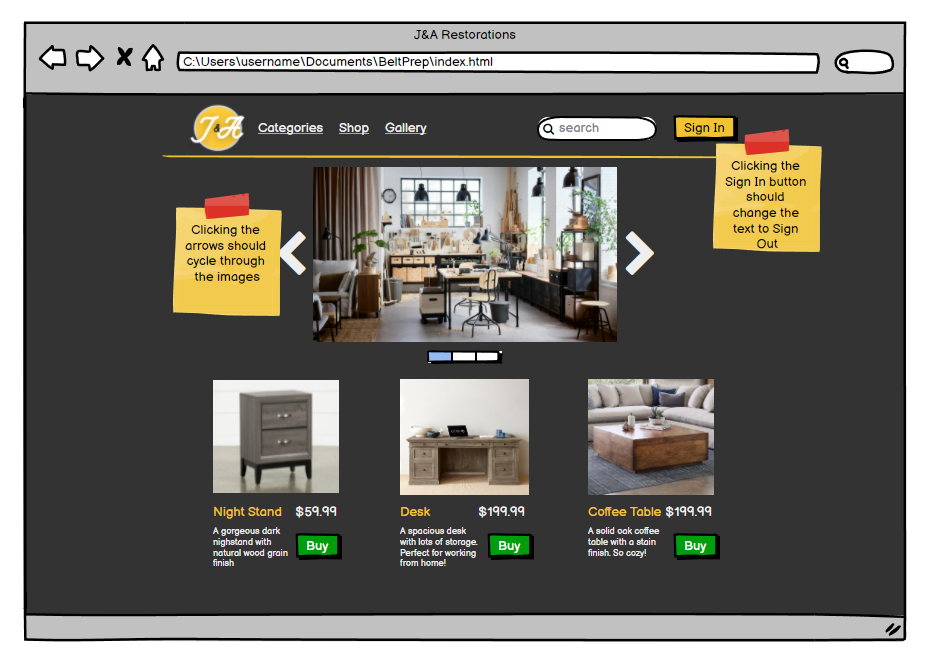 J&A Restorations
C:\Users\username\Documents\BeltPrep\index.html
J&A
Categories
Shop
Gallery
search
Sign In
Clicking the
Sign In button
should
change the
text to Sign
Out
Clicking the
arrows should
cycle through
the images
Night Stand
$59.99
A gorgeous dark
nighstand with
natural wood grain
finish
Buy
Desk
$199.99
A spacious desk
with lots of storage.
Perfect for working
from home!
Buy
Coffee Table
$199.99
A solid oak coffee
table with a stain
finish. So cozy!
Buy